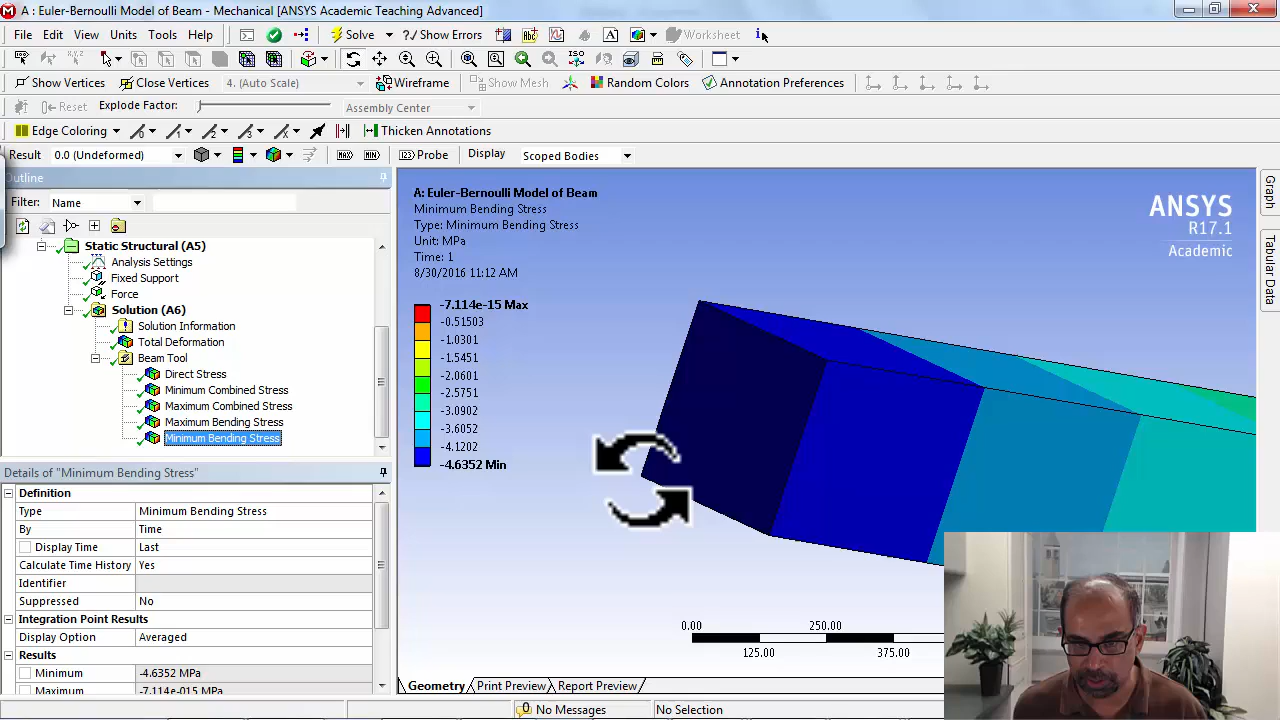 A : Euler-Bernoulli Model of Beam - Mechanical [ANSYS Academic Teaching Advanced]
File Edit View Units Tools Help Solve Show Errors Worksheet
Show Vertices Close Vertices 4. (Auto Scale) Wireframe Show Mesh Random Colors Annotation Preferences
Reset Explode Factor: Assembly Center
Edge Coloring Thicken Annotations
Result 0.0 (Undeformed) MAX MIN Probe Display Scoped Bodies
Outline
Filter: Name
Static Structural (A5)
Analysis Settings
Fixed Support
Force
Solution (A6)
Solution Information
Total Deformation
Beam Tool
Direct Stress
Minimum Combined Stress
Maximum Combined Stress
Maximum Bending Stress
Minimum Bending Stress
Details of "Minimum Bending Stress"
Definition
Type Minimum Bending Stress
By Time
Display Time Last
Calculate Time History Yes
Identifier
Suppressed No
Integration Point Results
Display Option Averaged
Results
Minimum -4.6352 MPa
Maximum -7.114e-015 MPa
A: Euler-Bernoulli Model of Beam
Minimum Bending Stress
Type: Minimum Bending Stress
Unit: MPa
Time: 1
8/30/2016 11:12 AM
-7.114e-15 Max
-0.51503
-1.0301
-1.5451
-2.0601
-2.5751
-3.0902
-3.6052
-4.1202
-4.6352 Min
ANSYS
R17.1
Academic
0.00 250.00
125.00 375.00
Geometry Print Preview Report Preview
Graph
Tabular Data
0 No Messages No Selection